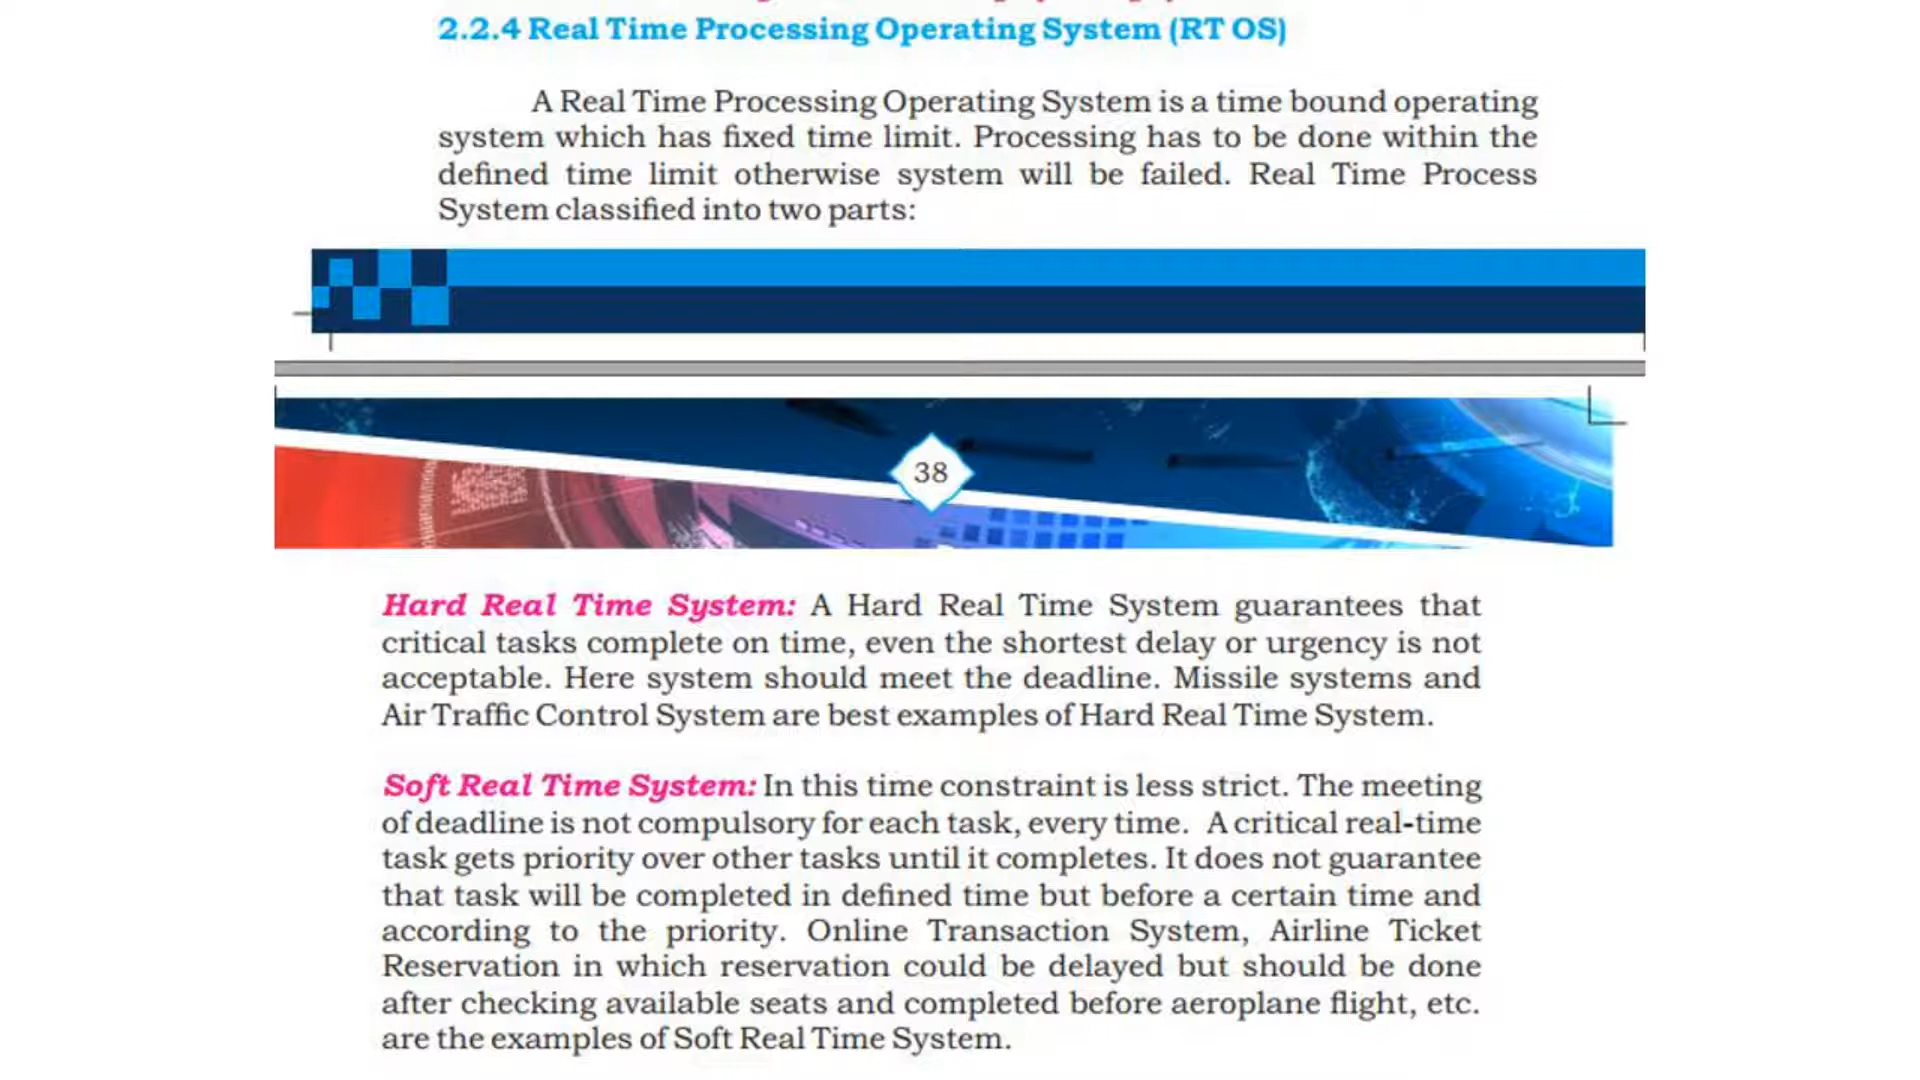 2.2.4 Real Time Processing Operating System (RT OS)
A Real Time Processing Operating System is a time bound operating
system which has fixed time limit. Processing has to be done within the
defined time limit otherwise system will be failed. Real Time Process
System classified into two parts:
38
Hard Real Time System: A Hard Real Time System guarantees that
critical tasks complete on time, even the shortest delay or urgency is not
acceptable. Here system should meet the deadline. Missile systems and
Air Traffic Control System are best examples of Hard Real Time System.
Soft Real Time System: In this time constraint is less strict. The meeting
of deadline is not compulsory for each task, every time. A critical real-time
task gets priority over other tasks until it completes. It does not guarantee
that task will be completed in defined time but before a certain time and
according to the priority. Online Transaction System, Airline Ticket
Reservation in which reservation could be delayed but should be done
after checking available seats and completed before aeroplane flight, etc.
are the examples of Soft Real Time System.